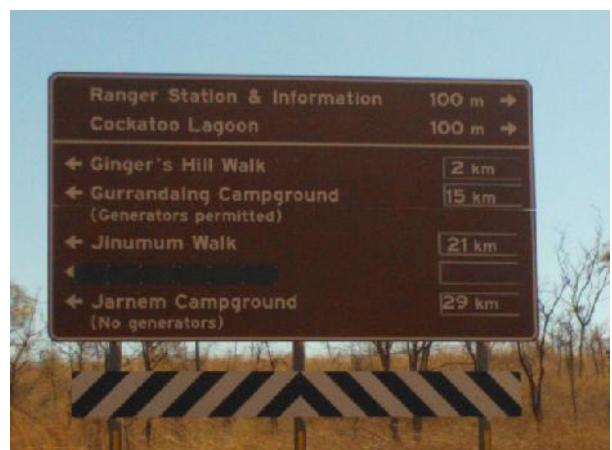 Ranger Station & Information 100 m →
Cockatoo Lagoon 100 m →
← Ginger's Hill Walk 2 km
← Gurrandalng Campground 15 km
(Generators permitted)
← Jinumum Walk 21 km
← Jarnem Campground 29 km
(No generators)